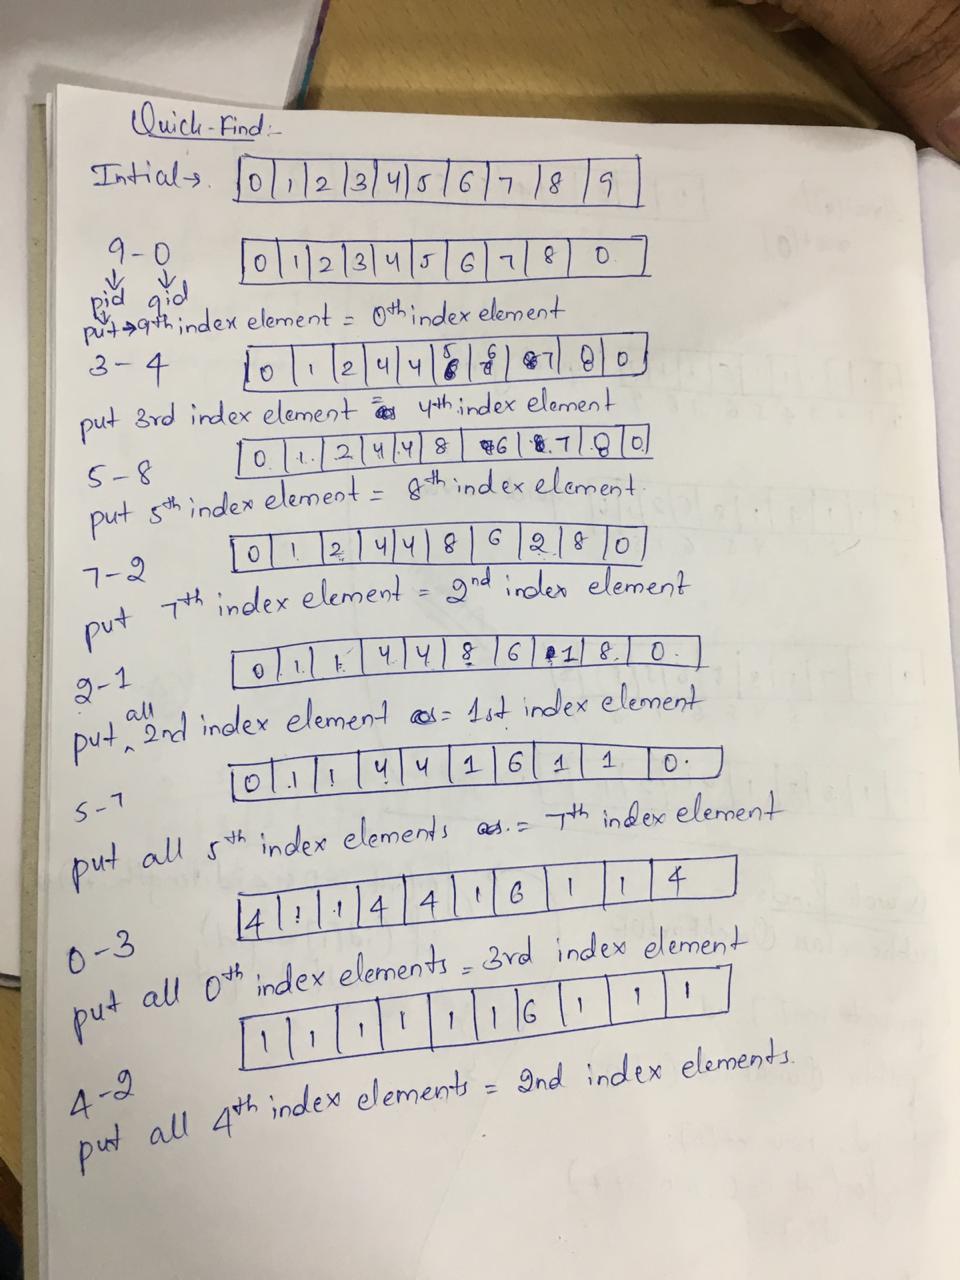 Quick-Find:-
Intial→. 0 1 2 3 4 5 6 7 8 9
9-0 0 1 2 3 4 5 6 7 8 0
pid qid
put→9th index element = 0th index element
3-4 0 1 2 4 4 5 6 7 8 0
put 3rd index element = 4th index element
5-8 0 1 2 4 4 8 6 7 8 0
put 5th index element = 8th index element.
7-2 0 1 2 4 4 8 6 2 8 0
put 7th index element = 2nd index element
2-1 0 1 1 4 4 8 6 1 8 0
put all 2nd index element = 1st index element
5-7 0 1 1 4 4 1 6 1 1 0
put all 5th index elements = 7th index element
0-3 4 1 1 4 4 1 6 1 1 4
put all 0th index elements = 3rd index element
4-2 1 1 1 1 1 1 6 1 1 1
put all 4th index elements = 2nd index elements.